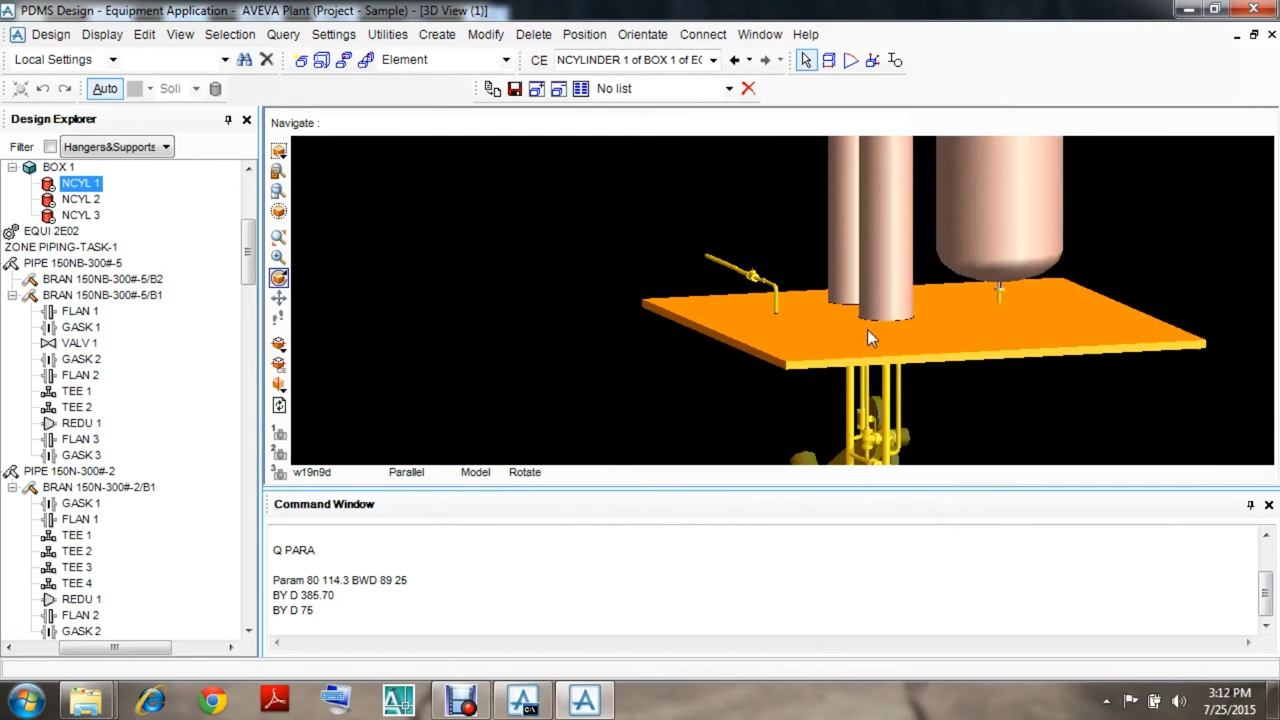 PDMS Design - Equipment Application - AVEVA Plant (Project - Sample) - [3D View (1)]
Design Display Edit View Selection Query Settings Utilities Create Modify Delete Position Orientate Connect Window Help
Local Settings Element CE NCYLINDER 1 of BOX 1 of EC
Auto Soli No list
Design Explorer
Navigate :
Filter Hangers&Supports
BOX 1
NCYL 1
NCYL 2
NCYL 3
EQUI 2E02
ZONE PIPING-TASK-1
PIPE 150NB-300#-5
BRAN 150NB-300#-5/B2
BRAN 150NB-300#-5/B1
FLAN 1
GASK 1
VALV 1
GASK 2
FLAN 2
TEE 1
TEE 2
REDU 1
FLAN 3
GASK 3
PIPE 150N-300#-2
BRAN 150N-300#-2/B1
GASK 1
FLAN 1
TEE 1
TEE 2
TEE 3
TEE 4
REDU 1
FLAN 2
GASK 2
w19n9d Parallel Model Rotate
Command Window
Q PARA
Param 80 114.3 BWD 89 25
BY D 385.70
BY D 75
3:12 PM
7/25/2015